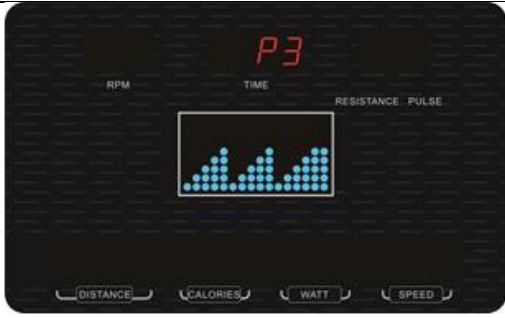 P3
RPM TIME
RESISTANCE PULSE
DISTANCE CALORIES WATT SPEED